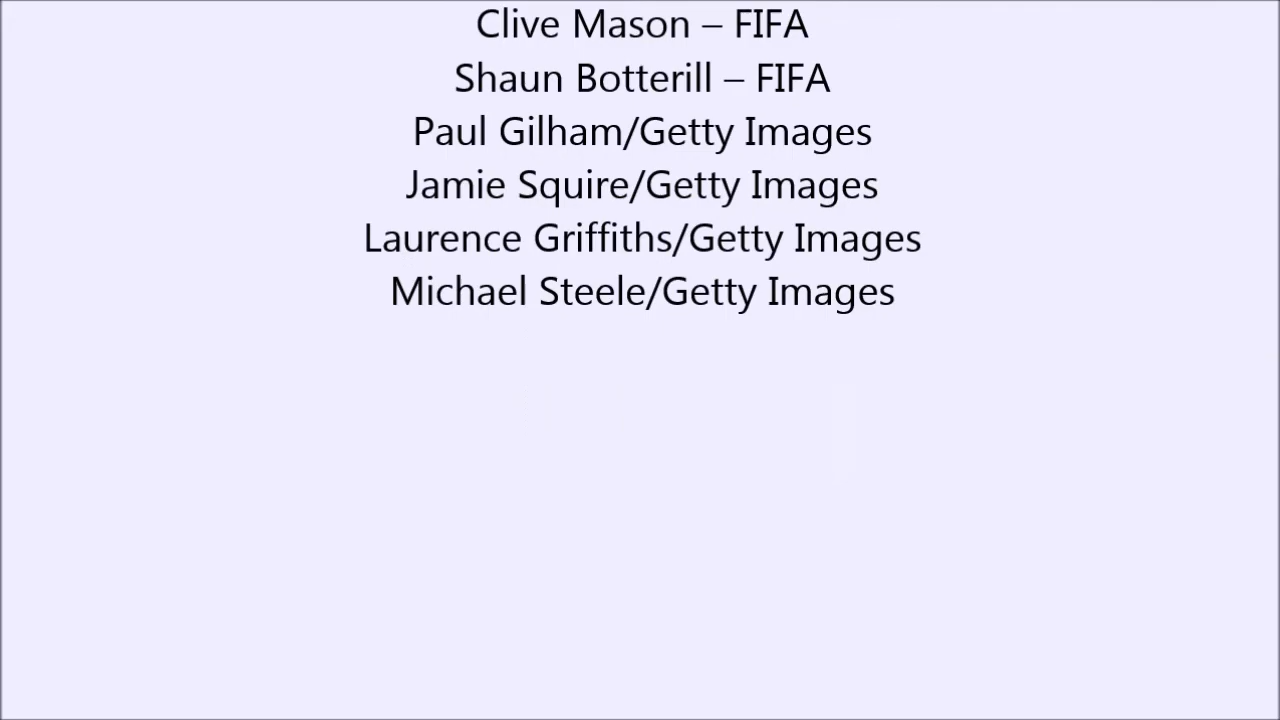 Clive Mason – FIFA
Shaun Botterill – FIFA
Paul Gilham/Getty Images
Jamie Squire/Getty Images
Laurence Griffiths/Getty Images
Michael Steele/Getty Images